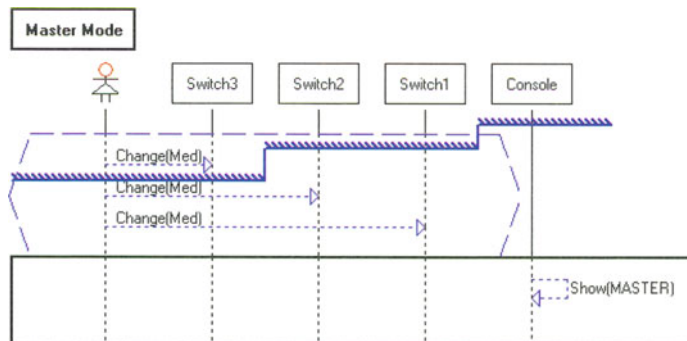 Master Mode
Switch3
Switch2
Switch1
Console
Change(Med)
Change(Med)
Change(Med)
Show(MASTER)